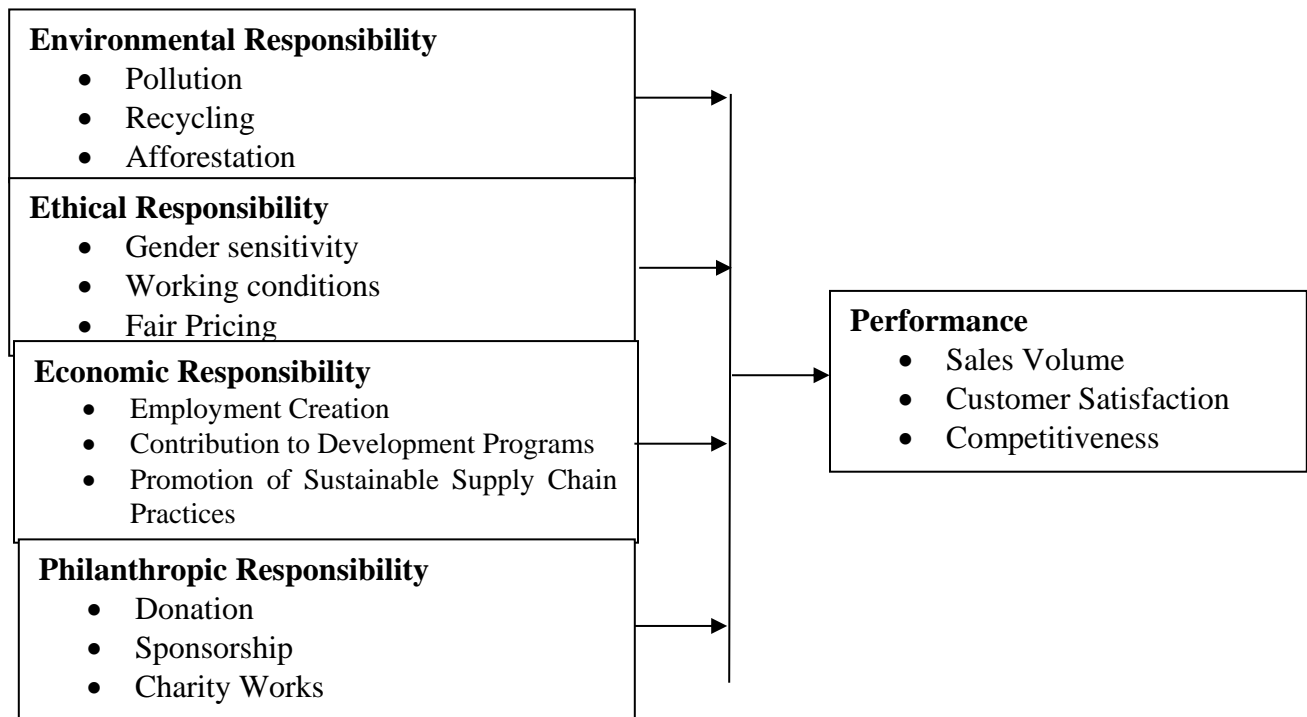 Environmental Responsibility
• Pollution
• Recycling
• Afforestation
Ethical Responsibility
• Gender sensitivity
• Working conditions
• Fair Pricing
Economic Responsibility
• Employment Creation
• Contribution to Development Programs
• Promotion of Sustainable Supply Chain
Practices
Philanthropic Responsibility
• Donation
• Sponsorship
• Charity Works
Performance
• Sales Volume
• Customer Satisfaction
• Competitiveness